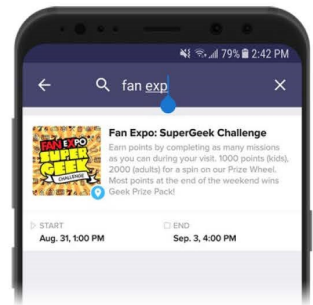 79% 2:42 PM
fan exp
FAN EXPO
SUPER
GEEK
CHALLENGE
Fan Expo: SuperGeek Challenge
Earn points by completing as many missions
as you can during your visit. 1000 points (kids),
2000 (adults) for a spin on our Prize Wheel.
Most points at the end of the weekend wins
Geek Prize Pack!
START
Aug. 31, 1:00 PM
END
Sep. 3, 4:00 PM